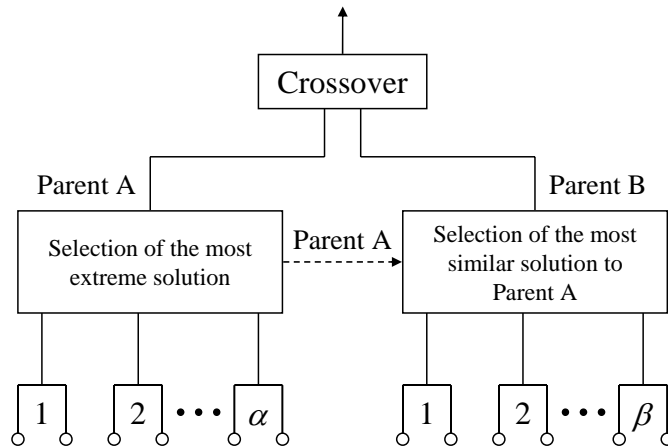 Crossover
Parent A
Parent B
Selection of the most
extreme solution
Parent A
Selection of the most
similar solution to
Parent A
1 2 ••• α
1 2 ••• β